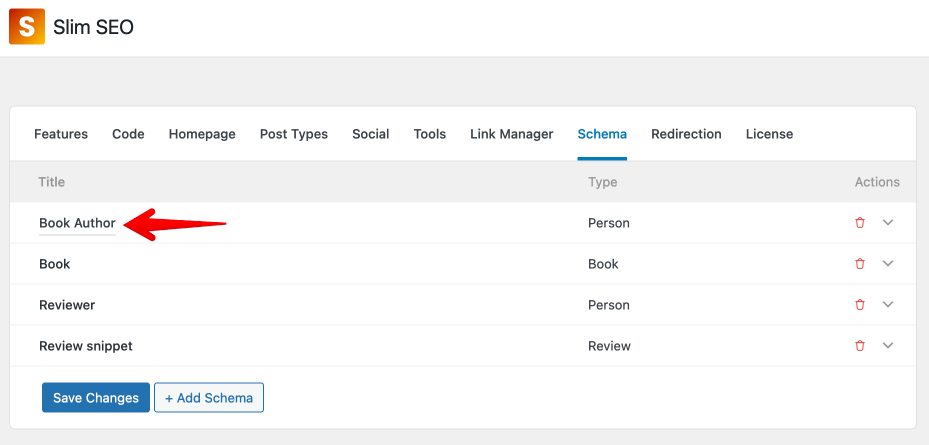 S Slim SEO
Features Code Homepage Post Types Social Tools Link Manager Schema Redirection License
Title Type Actions
Book Author Person
Book Book
Reviewer Person
Review snippet Review
Save Changes + Add Schema